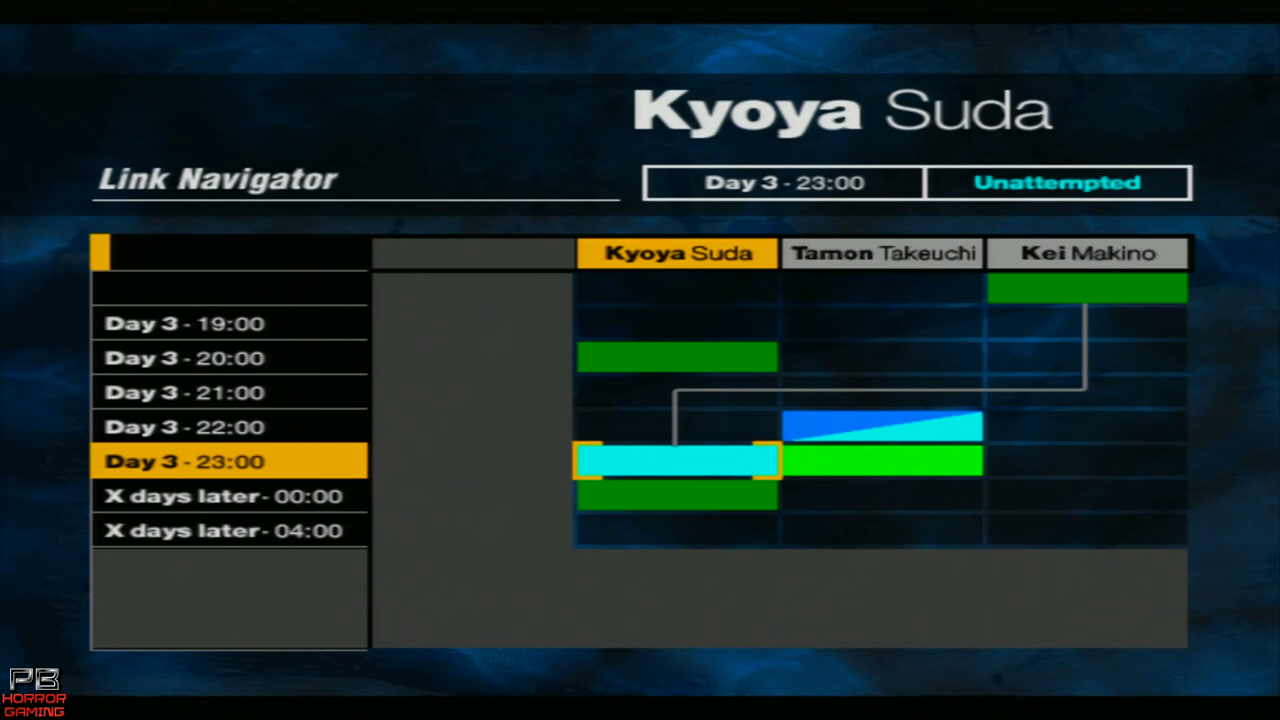 Kyoya Suda
Link Navigator
Day 3 - 23:00 Unattempted
Kyoya Suda Tamon Takeuchi Kei Makino
Day 3 - 19:00
Day 3 - 20:00
Day 3 - 21:00
Day 3 - 22:00
Day 3 - 23:00
X days later - 00:00
X days later - 04:00
PB
HORROR
GAMING